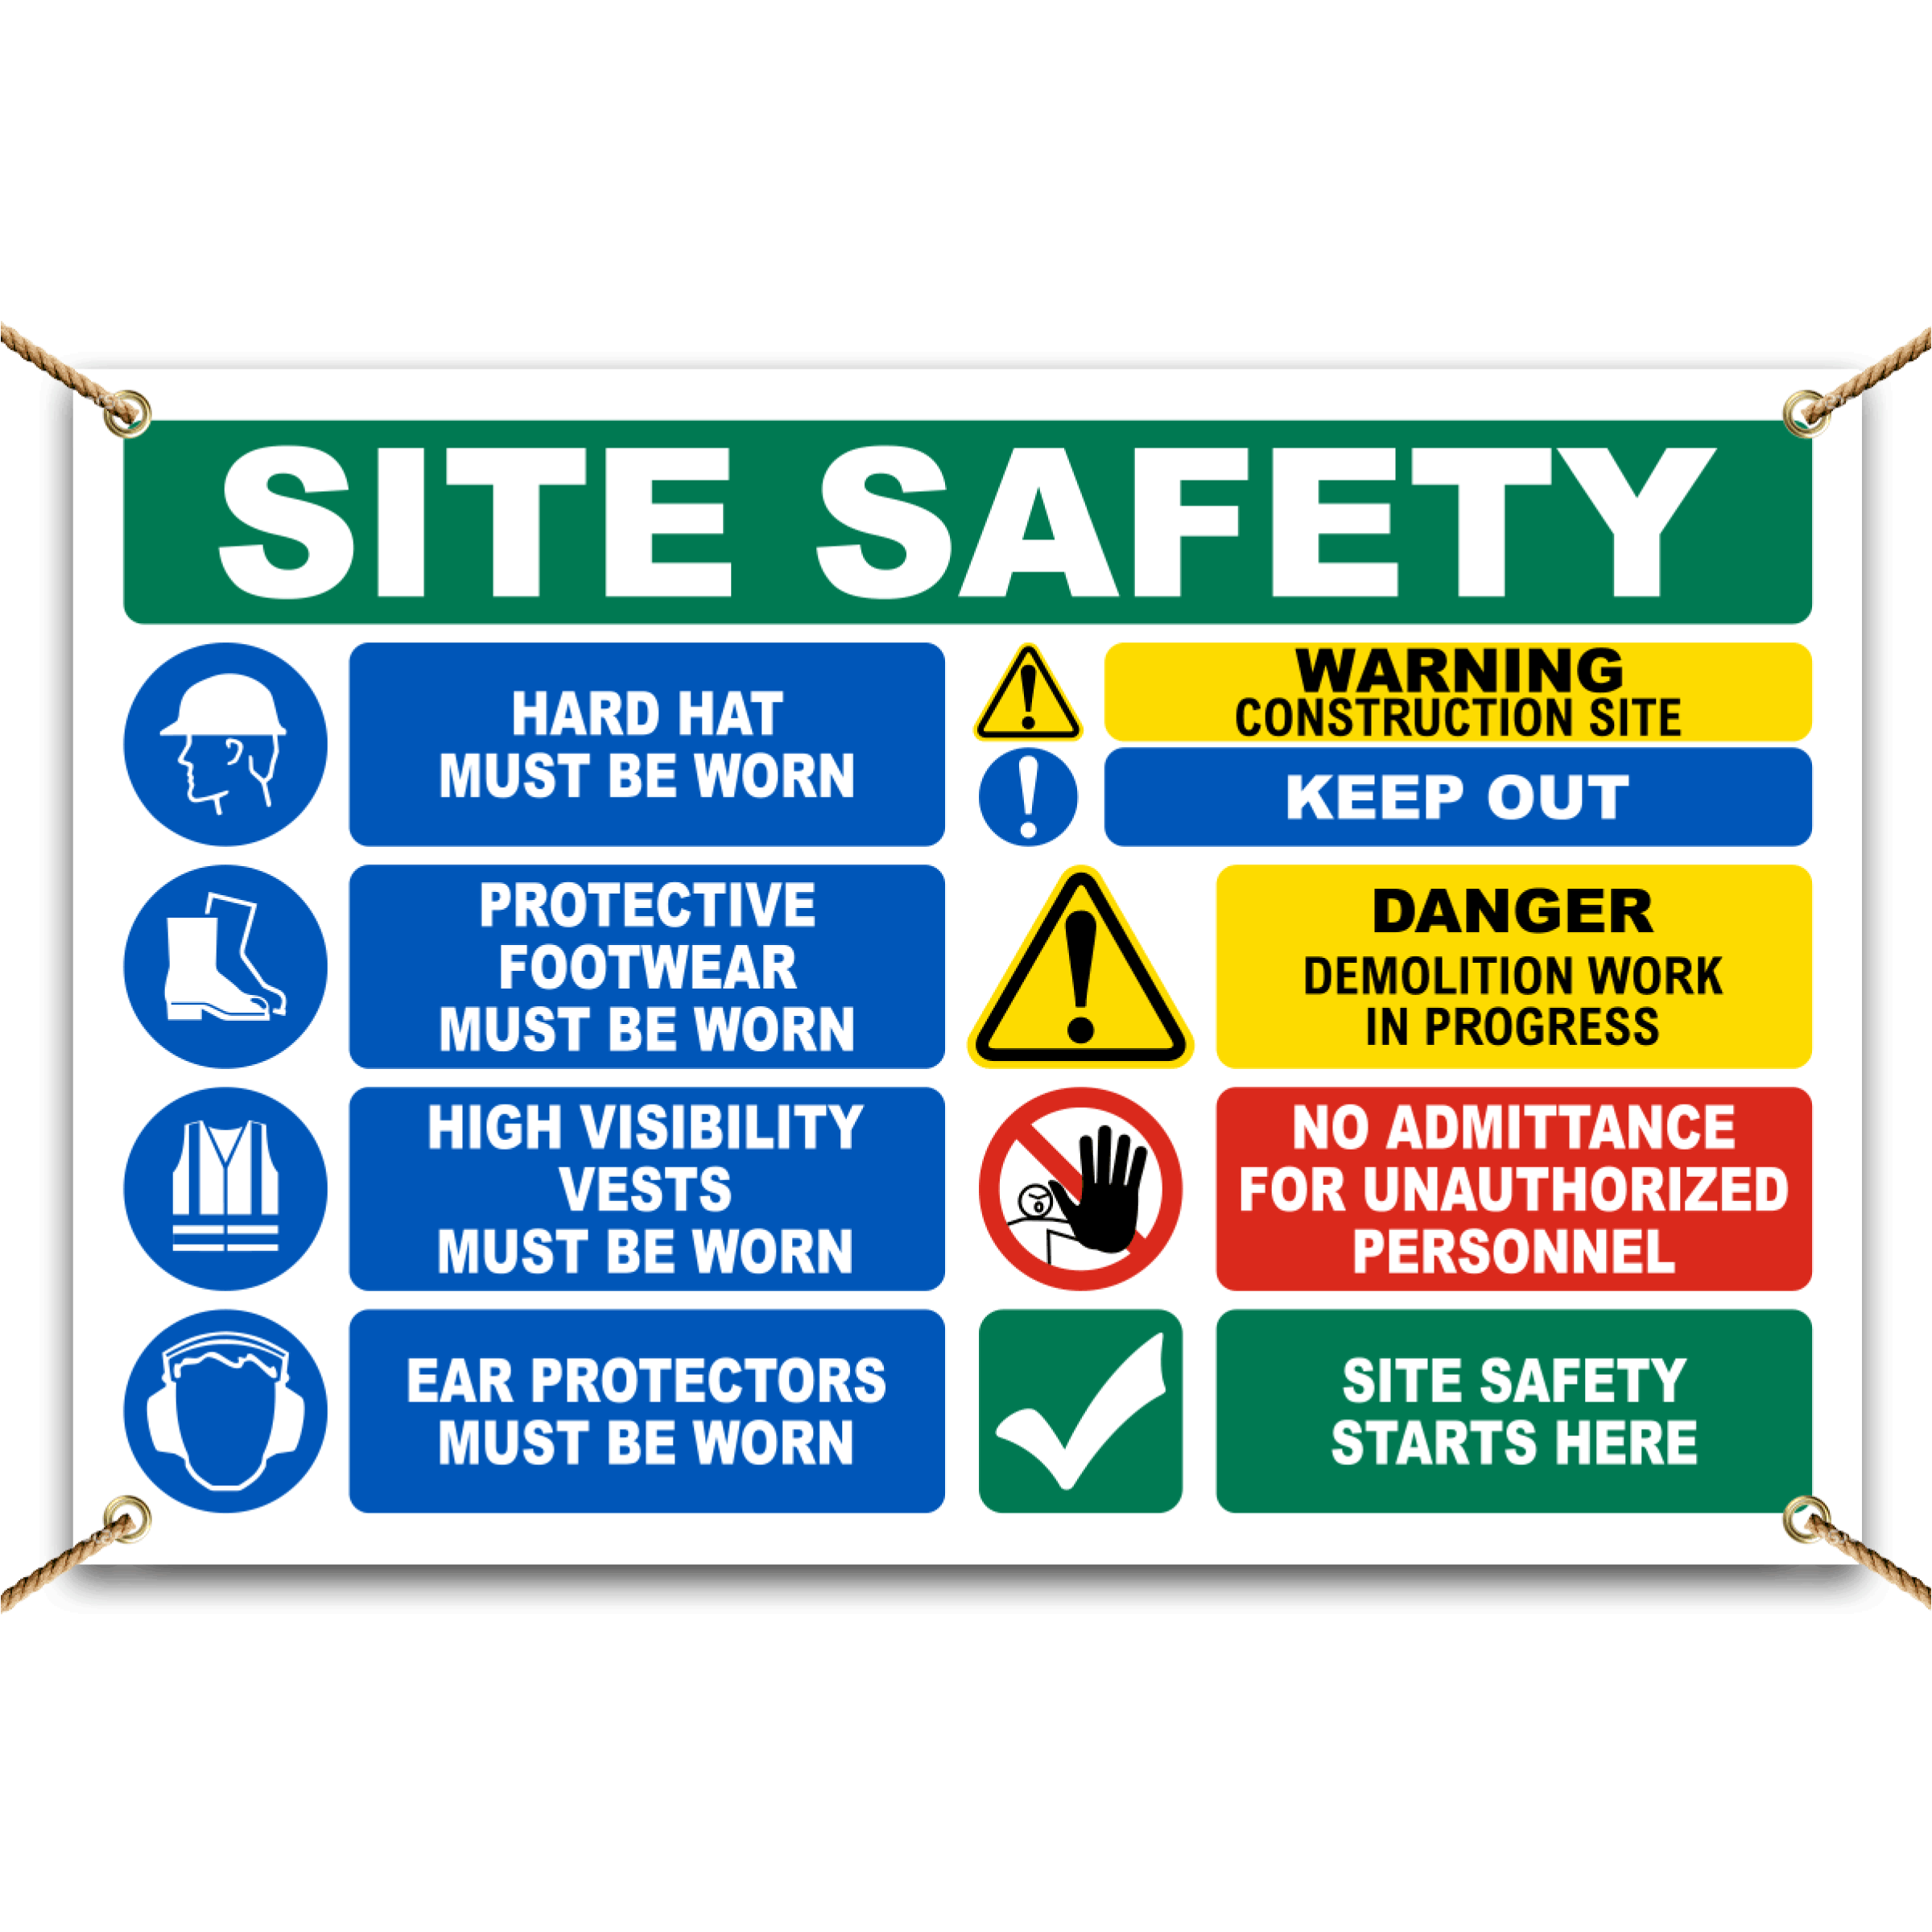 SITE SAFETY
HARD HAT
MUST BE WORN
PROTECTIVE
FOOTWEAR
MUST BE WORN
HIGH VISIBILITY
VESTS
MUST BE WORN
EAR PROTECTORS
MUST BE WORN
WARNING
CONSTRUCTION SITE
KEEP OUT
DANGER
DEMOLITION WORK
IN PROGRESS
NO ADMITTANCE
FOR UNAUTHORIZED
PERSONNEL
SITE SAFETY
STARTS HERE